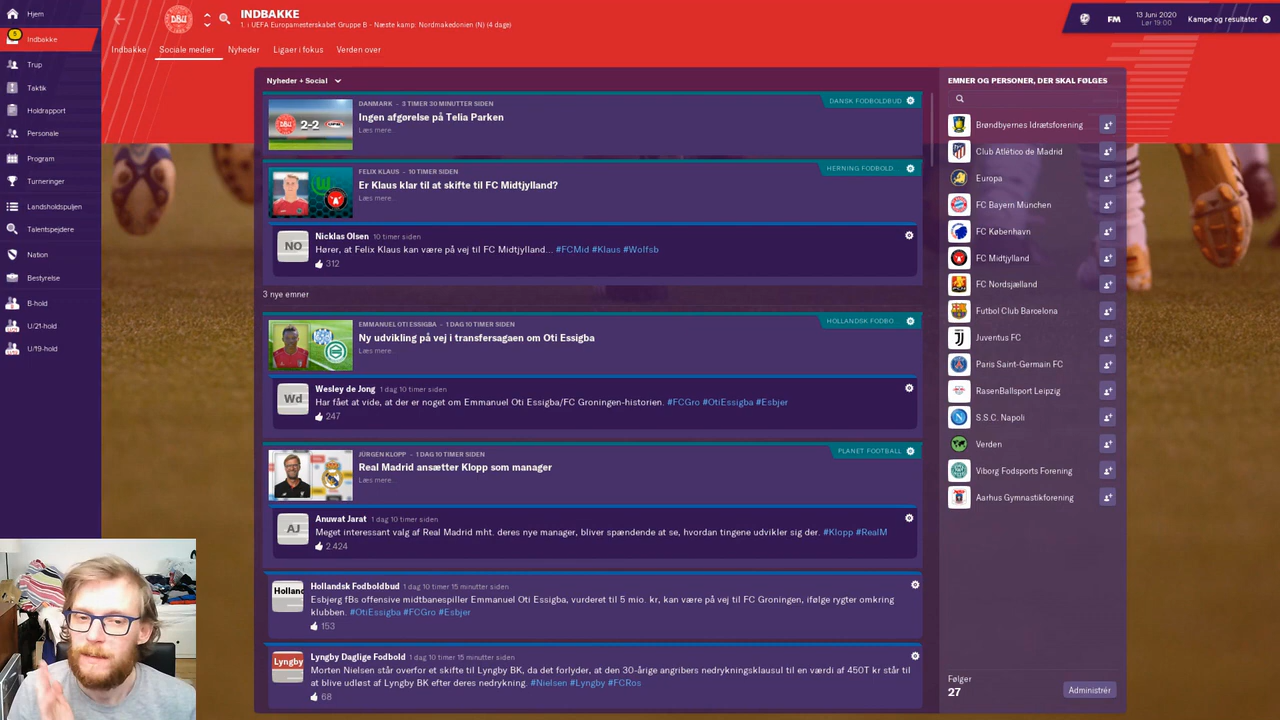 Hjem
5
Indbakke
Trup
Taktik
Holdrapport
Personale
Program
Turneringer
Landsholdspuljen
Talentspejdere
Nation
Bestyrelse
B-hold
U/21-hold
U/19-hold
DBU
INDBAKKE
1. i UEFA Europamesterskabet Gruppe B - Næste kamp: Nordmakedonien (N) (4 dage)
FM
13 Juni 2020
Lør 19:00
Kampe og resultater
Indbakke
Sociale medier
Nyheder
Ligaer i fokus
Verden over
Nyheder + Social
DANMARK - 3 TIMER 30 MINUTTER SIDEN
DANSK FODBOLDBUD
2-2
Ingen afgørelse på Telia Parken
Læs mere...
FELIX KLAUS - 10 TIMER SIDEN
HERNING FODBOLD...
Er Klaus klar til at skifte til FC Midtjylland?
Læs mere...
NO
Nicklas Olsen 10 timer siden
Hører, at Felix Klaus kan være på vej til FC Midtjylland... #FCMid #Klaus #Wolfsb
312
3 nye emner
EMMANUEL OTI ESSIGBA - 1 DAG 10 TIMER SIDEN
HOLLANDSK FODBO...
Ny udvikling på vej i transfersagaen om Oti Essigba
Læs mere...
Wd
Wesley de Jong 1 dag 10 timer siden
Har fået at vide, at der er noget om Emmanuel Oti Essigba/FC Groningen-historien. #FCGro #OtiEssigba #Esbjer
247
JÜRGEN KLOPP - 1 DAG 10 TIMER SIDEN
PLANET FOOTBALL
Real Madrid ansætter Klopp som manager
Læs mere...
AJ
Anuwat Jarat 1 dag 10 timer siden
Meget interessant valg af Real Madrid mht. deres nye manager, bliver spændende at se, hvordan tingene udvikler sig der. #Klopp #RealM
2.424
Holland
Hollandsk Fodboldbud 1 dag 10 timer 15 minutter siden
Esbjerg fBs offensive midtbanespiller Emmanuel Oti Essigba, vurderet til 5 mio. kr, kan være på vej til FC Groningen, ifølge rygter omkring
klubben. #OtiEssigba #FCGro #Esbjer
153
Lyngby
Lyngby Daglige Fodbold 1 dag 10 timer 15 minutter siden
Morten Nielsen står overfor et skifte til Lyngby BK, da det forlyder, at den 30-årige angribers nedrykningsklausul til en værdi af 450T kr står til
at blive udløst af Lyngby BK efter deres nedrykning. #Nielsen #Lyngby #FCRos
68
EMNER OG PERSONER, DER SKAL FØLGES
Brøndbyernes Idrætsforening
Club Atlético de Madrid
Europa
FC Bayern München
FC København
FC Midtjylland
FC Nordsjælland
Futbol Club Barcelona
Juventus FC
Paris Saint-Germain FC
RasenBallsport Leipzig
S.S.C. Napoli
Verden
Viborg Fodsports Forening
Aarhus Gymnastikforening
Følger
27
Administrér